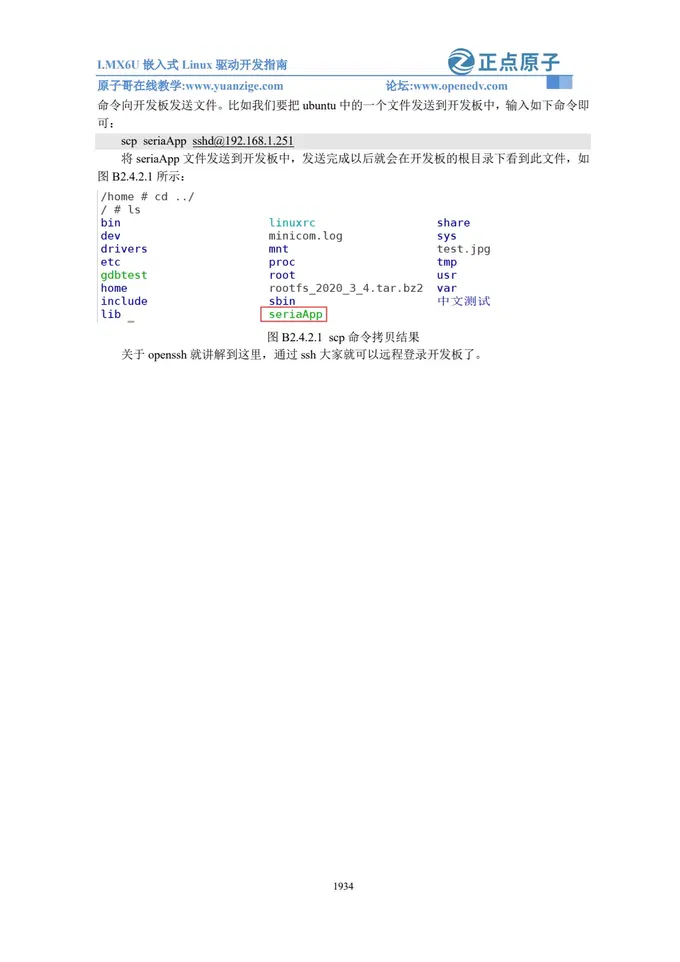 I.MX6U 嵌入式 Linux 驱动开发指南
正点原子
原子哥在线教学:www.yuanzige.com 论坛:www.openedv.com
命令向开发板发送文件。比如我们要把 ubuntu 中的一个文件发送到开发板中，输入如下命令即
可：
scp seriaApp sshd@192.168.1.251
将 seriaApp 文件发送到开发板中，发送完成以后就会在开发板的根目录下看到此文件，如
图 B2.4.2.1 所示：
/home # cd ../
/ # ls
bin linuxrc share
dev minicom.log sys
drivers mnt test.jpg
etc proc tmp
gdbtest root usr
home rootfs_2020_3_4.tar.bz2 var
include sbin 中文测试
lib _ seriaApp
图 B2.4.2.1 scp 命令拷贝结果
关于 openssh 就讲解到这里，通过 ssh 大家就可以远程登录开发板了。
1934